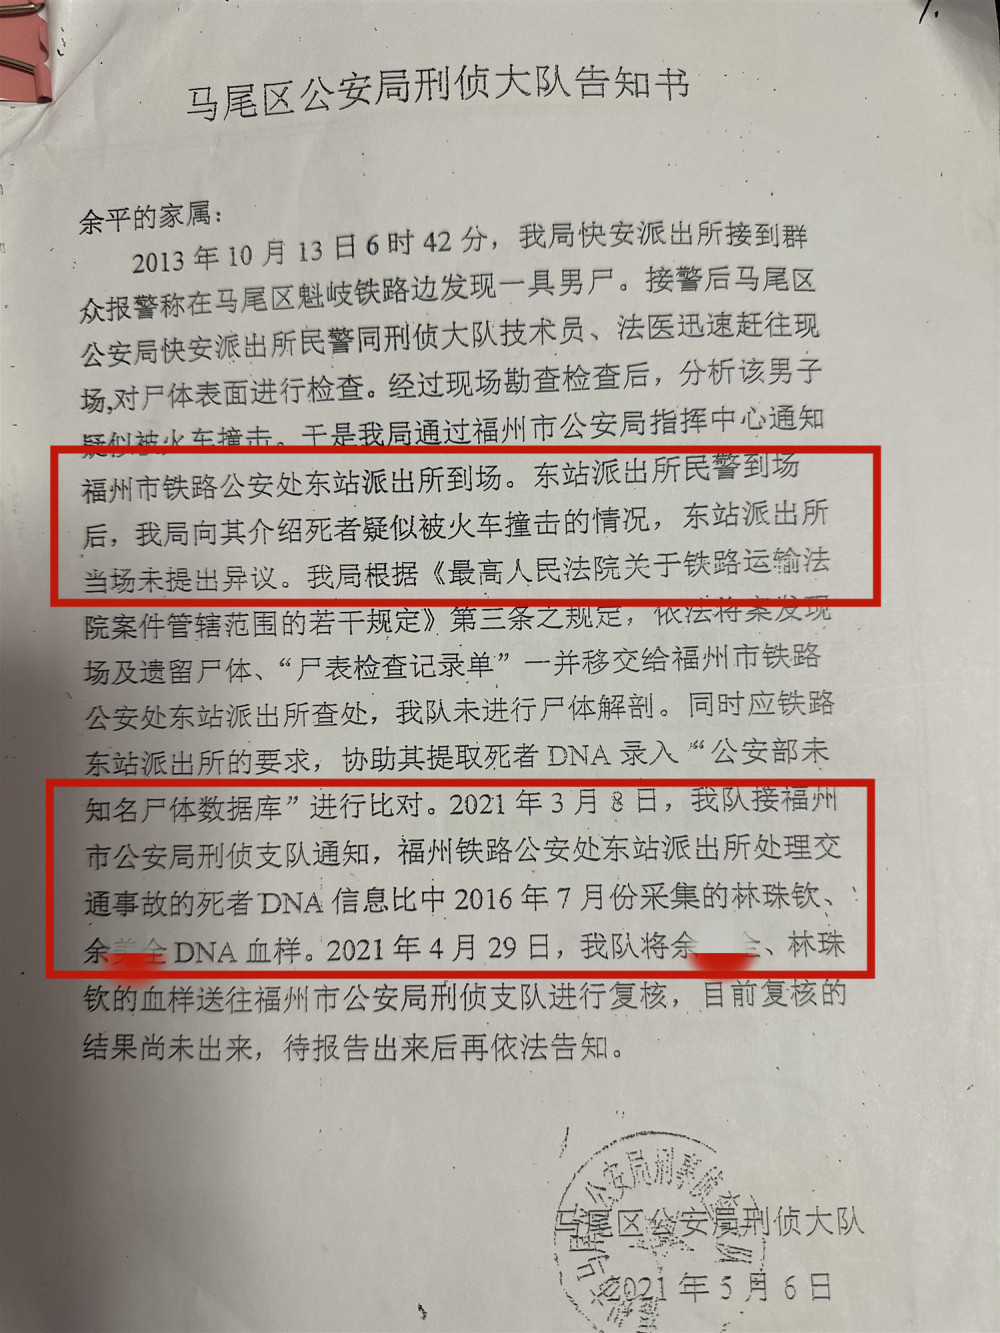 马尾区公安局刑侦大队告知书
余平的家属：
2013 年 10 月 13 日 6 时 42 分，我局快安派出所接到群
众报警称在马尾区魁岐铁路边发现一具男尸。接警后马尾区
公安局快安派出所民警同刑侦大队技术员、法医迅速赶往现
场,对尸体表面进行检查。经过现场勘查检查后，分析该男子
疑似被火车撞击。于是我局通过福州市公安局指挥中心通知
福州市铁路公安处东站派出所到场。东站派出所民警到场
后，我局向其介绍死者疑似被火车撞击的情况，东站派出所
当场未提出异议。我局根据《最高人民法院关于铁路运输法
院案件管辖范围的若干规定》第三条之规定，依法将案发现
场及遗留尸体、“尸表检查记录单”一并移交给福州市铁路
公安处东站派出所查处，我队未进行尸体解剖。同时应铁路
东站派出所的要求，协助其提取死者 DNA 录入“公安部未
知名尸体数据库”进行比对。2021 年 3 月 8 日，我队接福州
市公安局刑侦支队通知，福州铁路公安处东站派出所处理交
通事故的死者 DNA 信息比中 2016 年 7 月份采集的林珠钦、
余美全 DNA 血样。2021 年 4 月 29 日，我队将余全、林珠
钦的血样送往福州市公安局刑侦支队进行复核，目前复核的
结果尚未出来，待报告出来后再依法告知。
马尾区公安局刑侦大队
2021 年 5 月 6 日